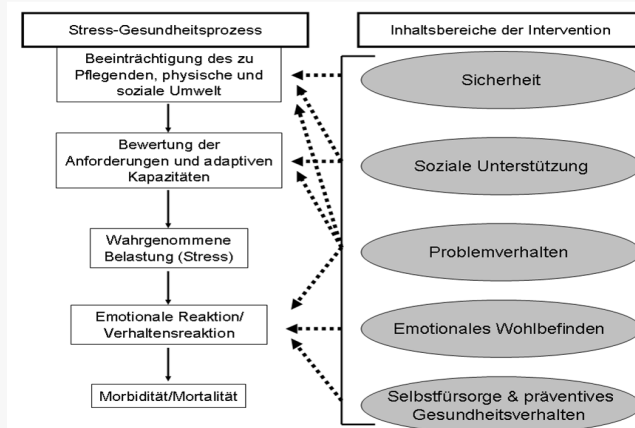 Stress-Gesundheitsprozess
Beeinträchtigung des zu
Pflegenden, physische und
soziale Umwelt
Bewertung der
Anforderungen und adaptiven
Kapazitäten
Wahrgenommene
Belastung (Stress)
Emotionale Reaktion/
Verhaltensreaktion
Morbidität/Mortalität
Inhaltsbereiche der Intervention
Sicherheit
Soziale Unterstützung
Problemverhalten
Emotionales Wohlbefinden
Selbstfürsorge & präventives
Gesundheitsverhalten